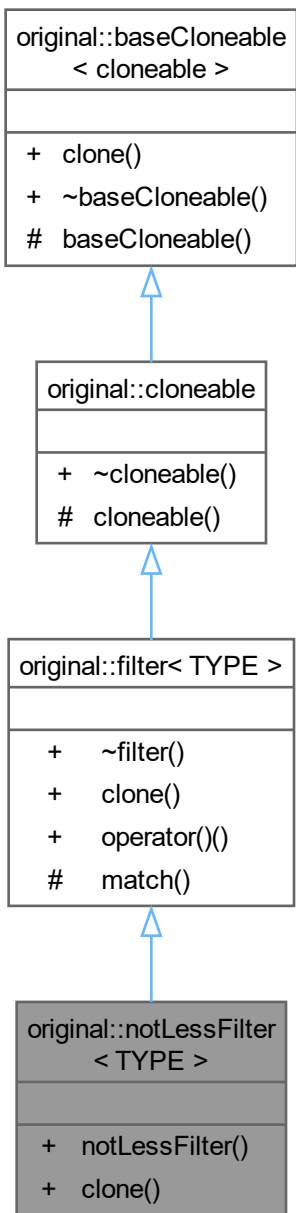 original::baseCloneable
< cloneable >
+ clone()
+ ~baseCloneable()
# baseCloneable()
original::cloneable
+ ~cloneable()
# cloneable()
original::filter< TYPE >
+ ~filter()
+ clone()
+ operator()()
# match()
original::notLessFilter
< TYPE >
+ notLessFilter()
+ clone()